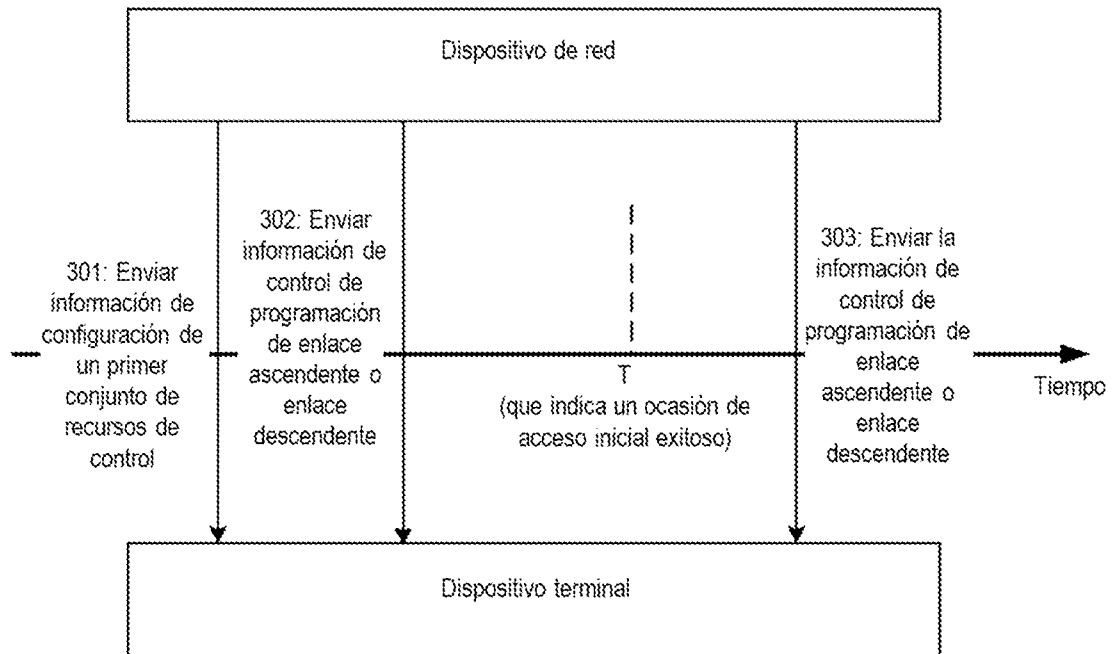 Dispositivo de red
301: Enviar
información de
configuración de
un primer
conjunto de
recursos de
control
302: Enviar
información de
control de
programación
de enlace
ascendente o
enlace
descendente
T
(que indica un ocasión de
acceso inicial exitoso)
303: Enviar la
información de
control de
programación de
enlace
ascendente o
enlace
descendente
Tiempo
Dispositivo terminal